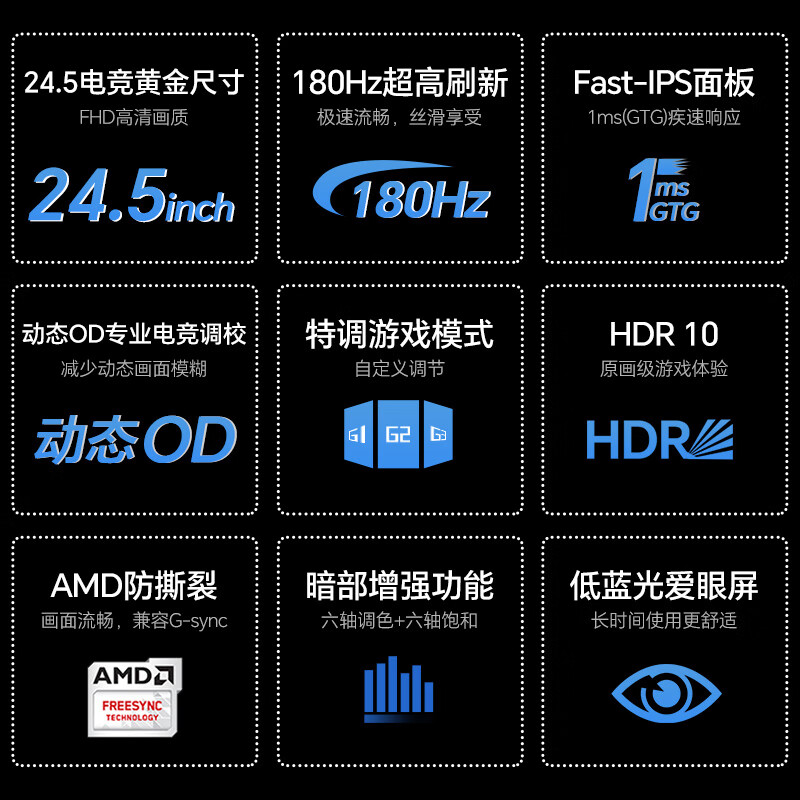 24.5电竞黄金尺寸
FHD高清画质
24.5inch
180Hz超高刷新
极速流畅，丝滑享受
180Hz
Fast-IPS面板
1ms(GTG)疾速响应
1ms
GTG
动态OD专业电竞调校
减少动态画面模糊
动态OD
特调游戏模式
自定义调节
G1 G2 G3
HDR 10
原画级游戏体验
HDR
AMD防撕裂
画面流畅，兼容G-sync
AMD
FREESYNC
TECHNOLOGY
暗部增强功能
六轴调色+六轴饱和
低蓝光爱眼屏
长时间使用更舒适